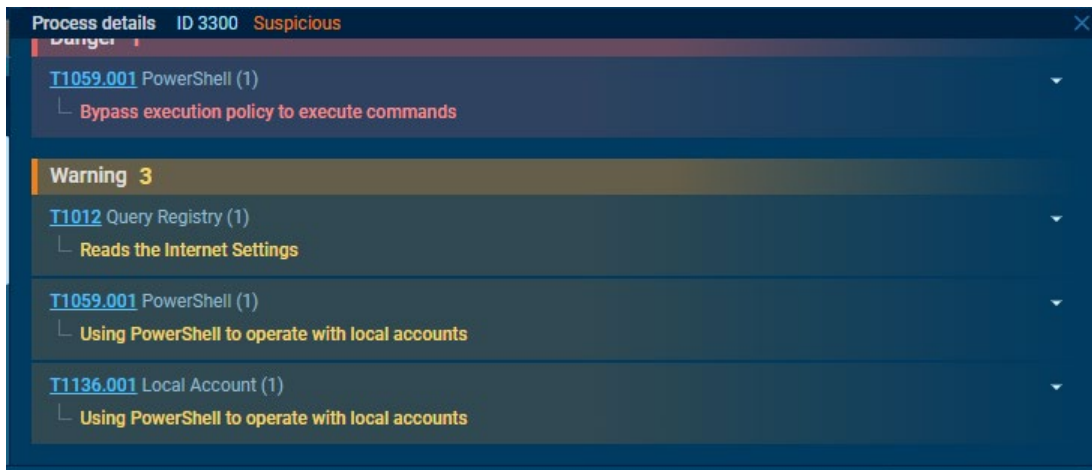 Process details ID 3300 Suspicious
Danger 1
T1059.001 PowerShell (1)
Bypass execution policy to execute commands
Warning 3
T1012 Query Registry (1)
Reads the Internet Settings
T1059.001 PowerShell (1)
Using PowerShell to operate with local accounts
T1136.001 Local Account (1)
Using PowerShell to operate with local accounts